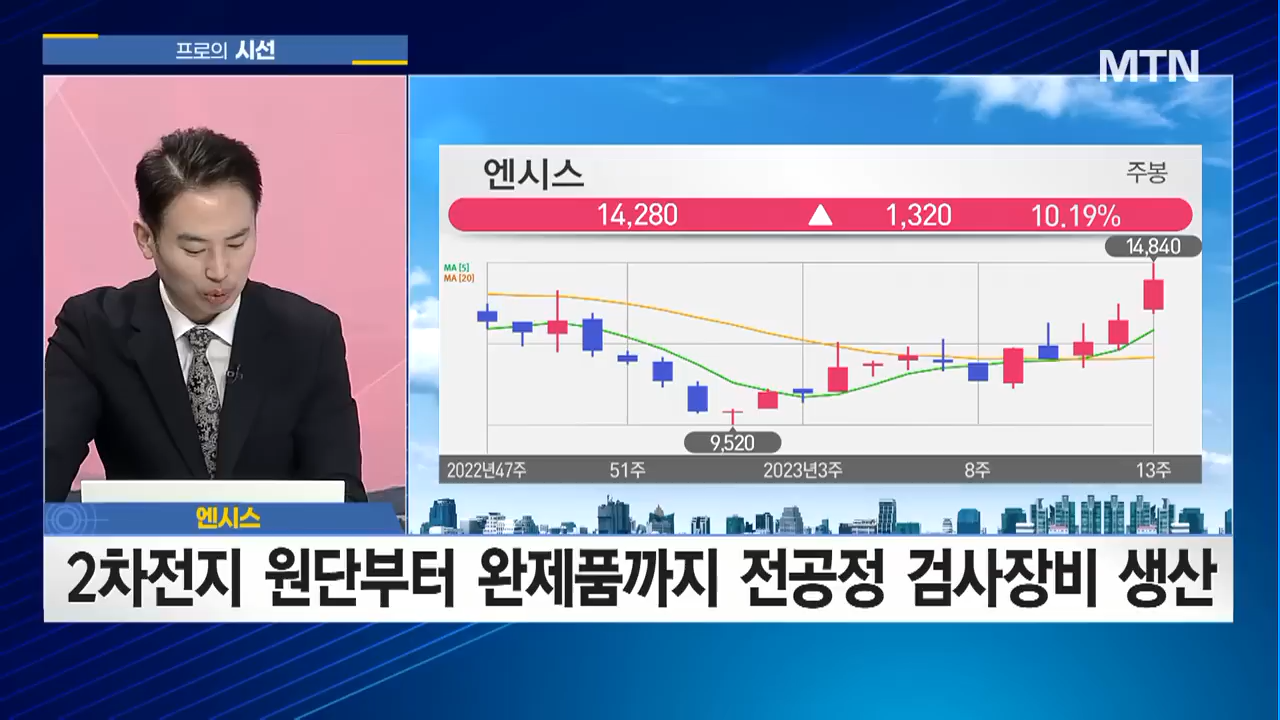 프로의 시선
MTN
엔시스
주봉
14,280 ▲ 1,320 10.19%
14,840
MA [5]
MA [20]
9,520
2022년47주 51주 2023년3주 8주 13주
엔시스
2차전지 원단부터 완제품까지 전공정 검사장비 생산